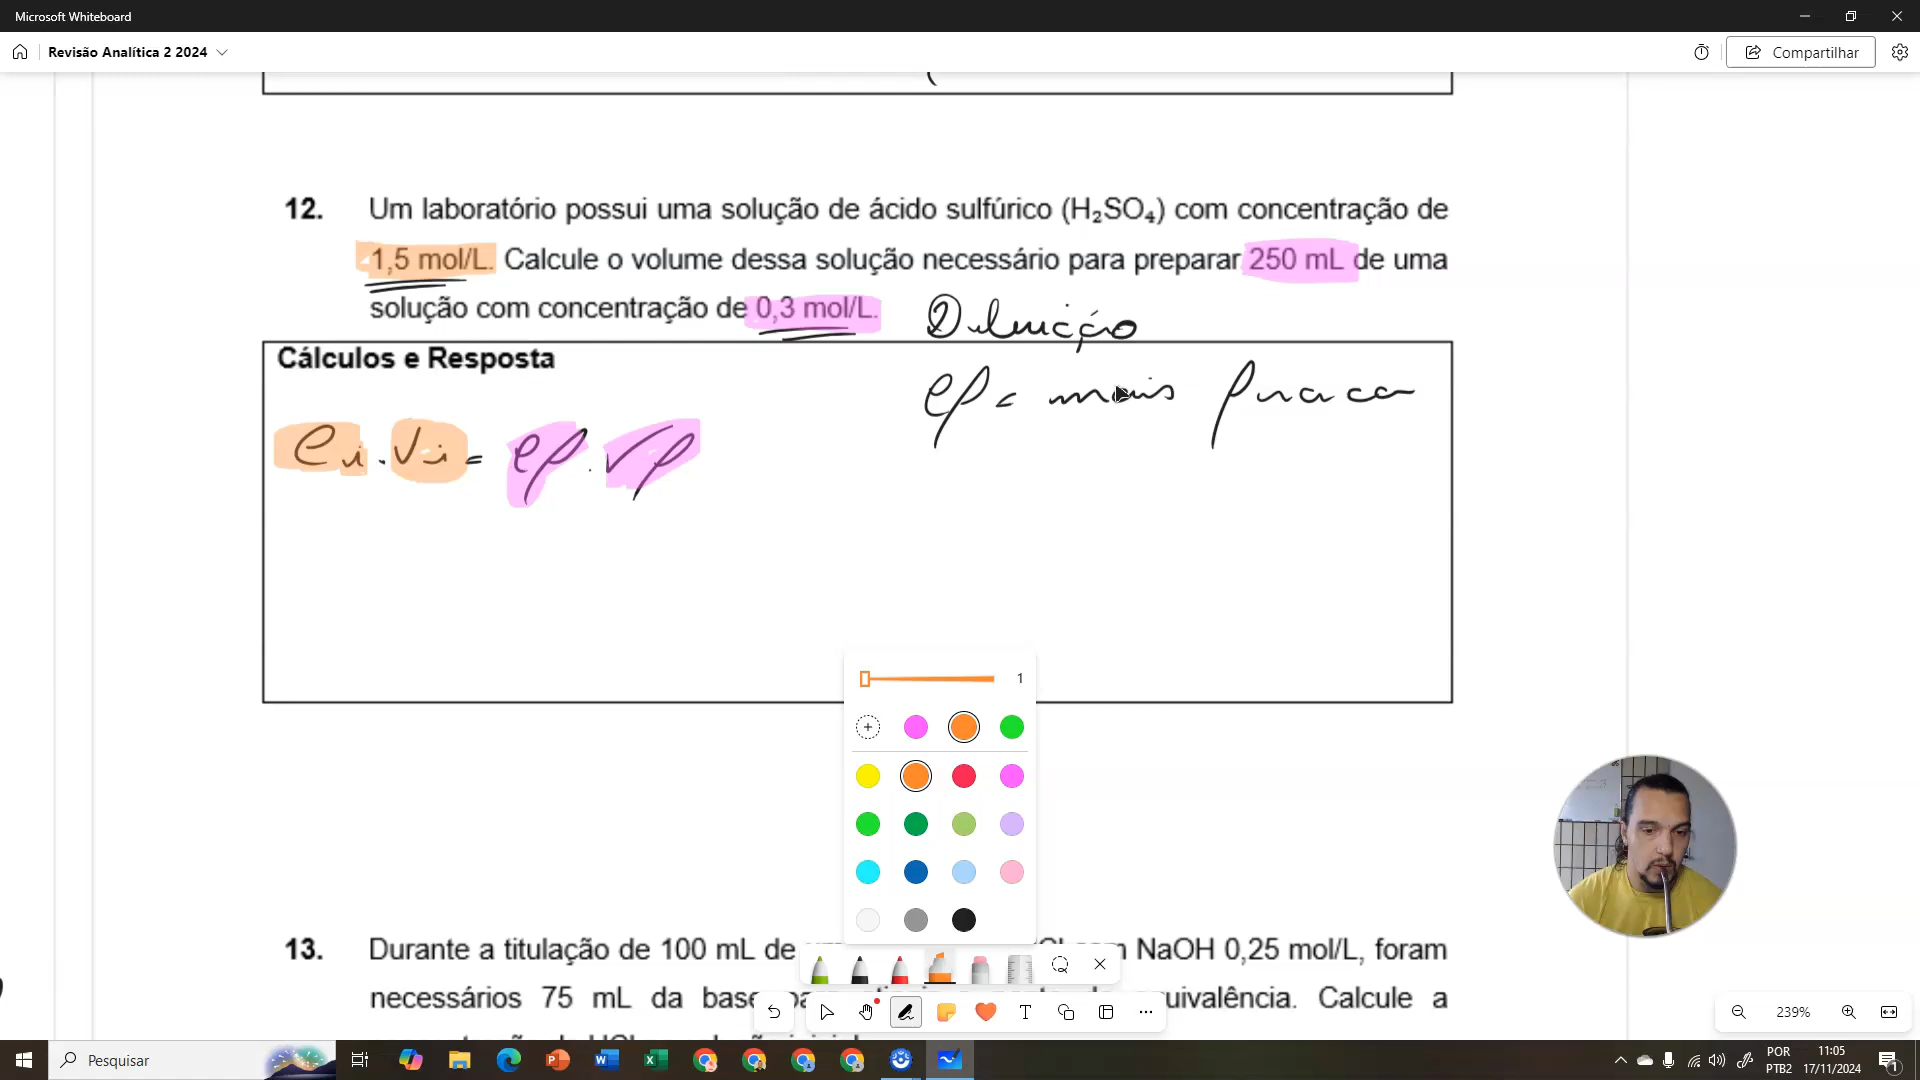 Microsoft Whiteboard
Revisão Analítica 2 2024
Compartilhar
12. Um laboratório possui uma solução de ácido sulfúrico (H₂SO₄) com concentração de
1,5 mol/L. Calcule o volume dessa solução necessário para preparar 250 mL de uma
solução com concentração de 0,3 mol/L.
Diluição
Cálculos e Resposta
Cf = mais fraca
Ci . Vi = Cf . Vf
1
13. Durante a titulação de 100 mL de NaOH 0,25 mol/L, foram
necessários 75 mL da base uivalência. Calcule a
239%
Pesquisar
POR
PTB2
11:05
17/11/2024
1